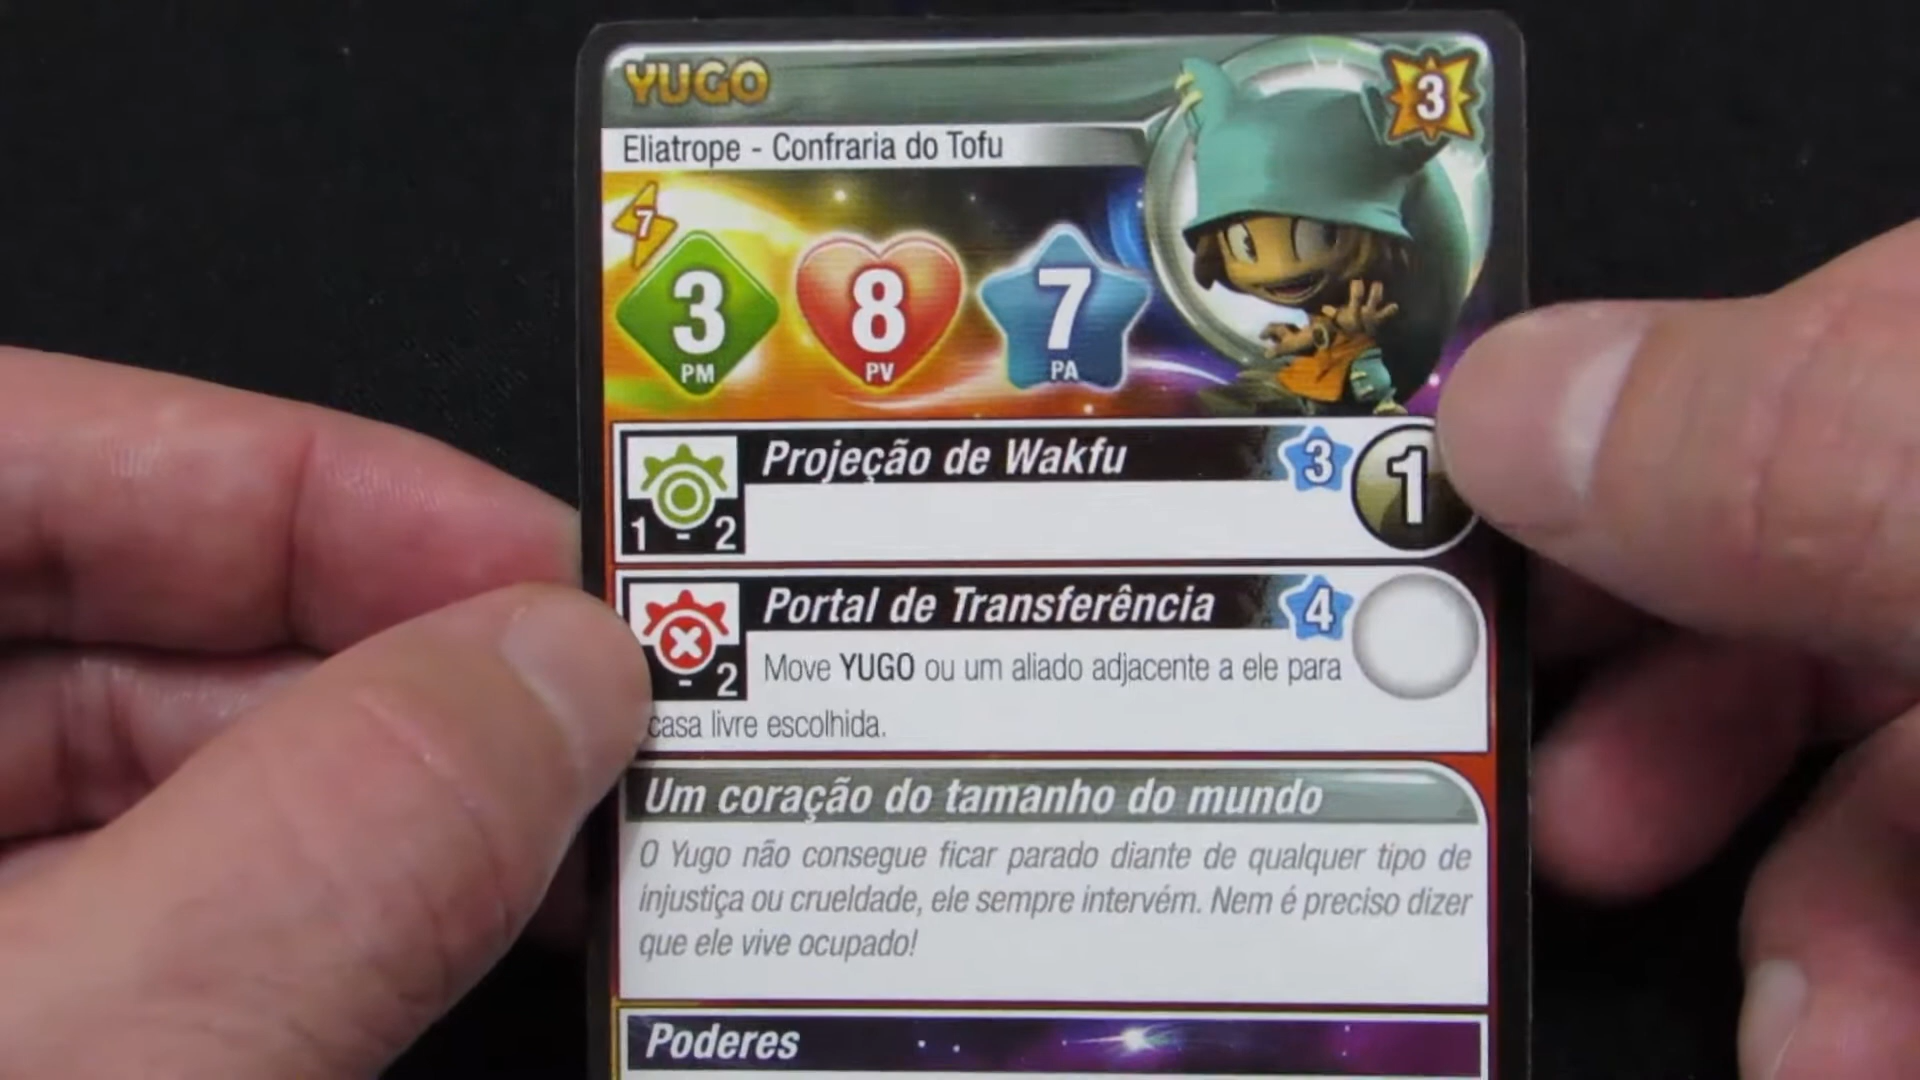 YUGO
3
Eliatrope - Confraria do Tofu
7
3
PM
8
PV
7
PA
Projeção de Wakfu
3
1
1 - 2
Portal de Transferência
4
- 2
Move YUGO ou um aliado adjacente a ele para
casa livre escolhida.
Um coração do tamanho do mundo
O Yugo não consegue ficar parado diante de qualquer tipo de
injustiça ou crueldade, ele sempre intervém. Nem é preciso dizer
que ele vive ocupado!
Poderes